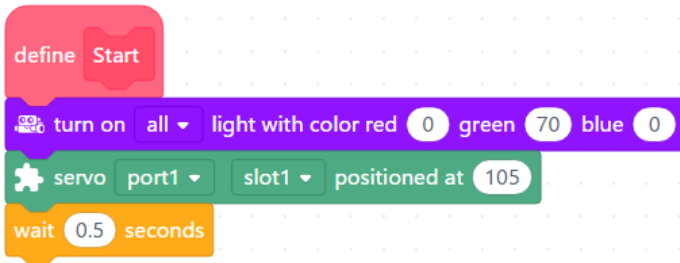 define Start
turn on all light with color red 0 green 70 blue 0
servo port1 slot1 positioned at 105
wait 0.5 seconds